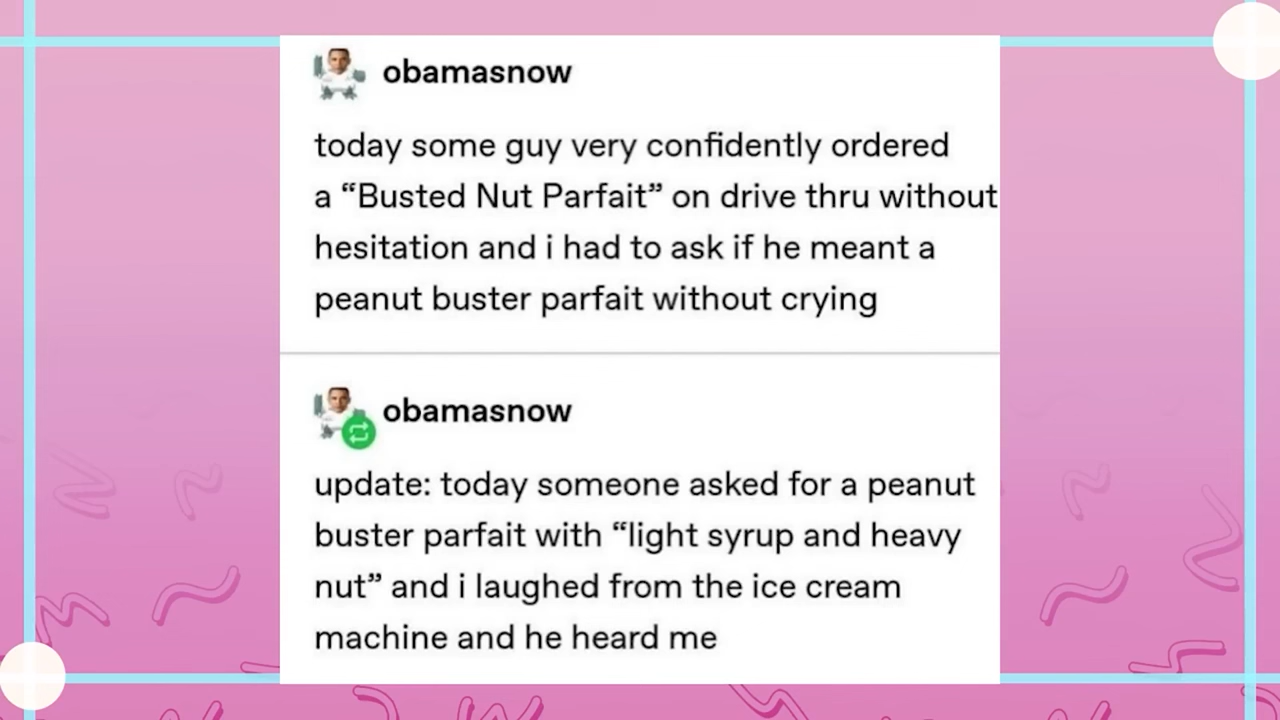 obamasnow
today some guy very confidently ordered
a “Busted Nut Parfait” on drive thru without
hesitation and i had to ask if he meant a
peanut buster parfait without crying
obamasnow
update: today someone asked for a peanut
buster parfait with “light syrup and heavy
nut” and i laughed from the ice cream
machine and he heard me